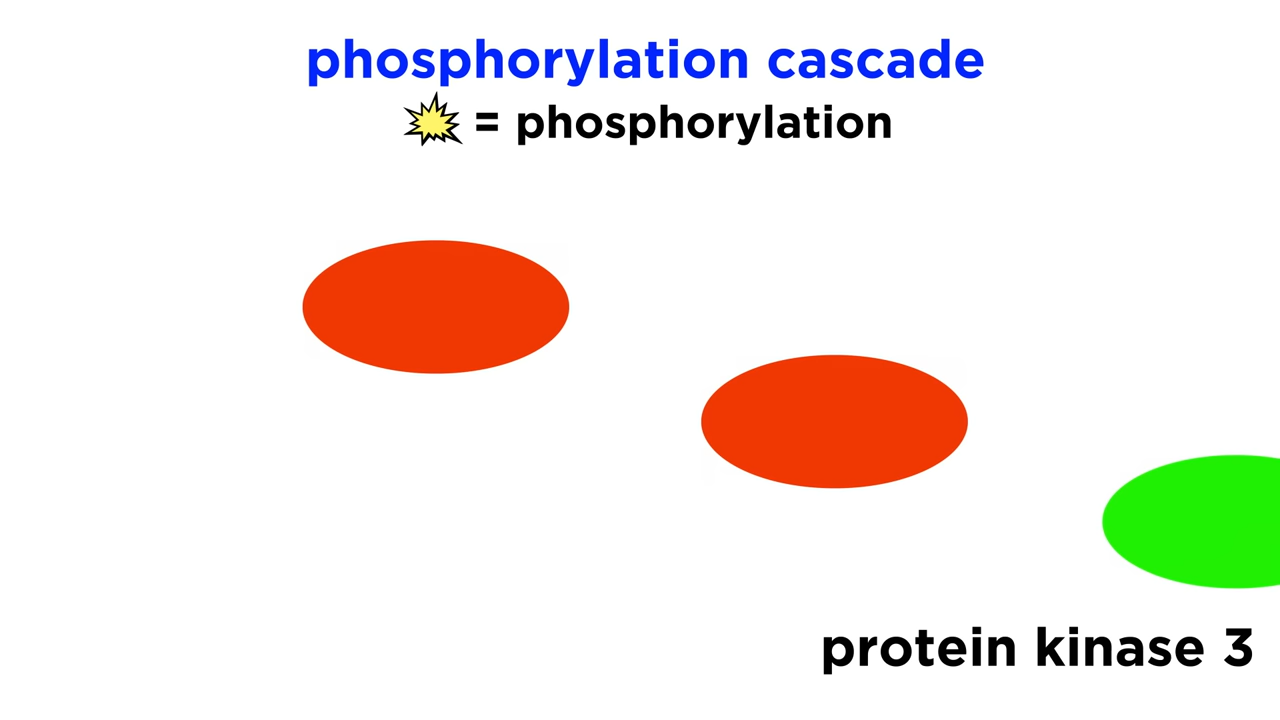 phosphorylation cascade
= phosphorylation
protein kinase 3